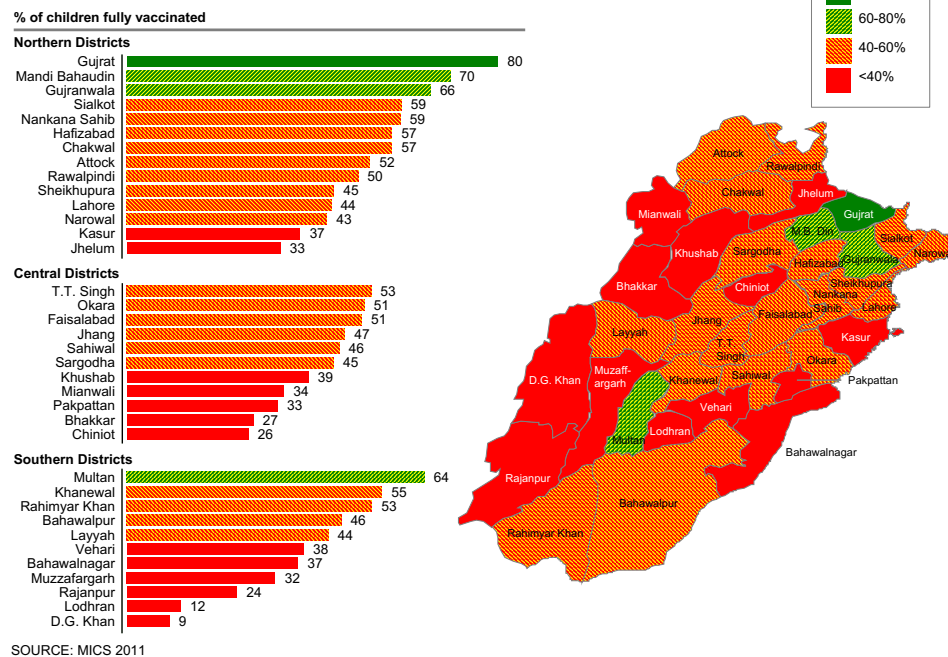 % of children fully vaccinated
Northern Districts
Gujrat 80
Mandi Bahaudin 70
Gujranwala 66
Sialkot 59
Nankana Sahib 59
Hafizabad 57
Chakwal 57
Attock 52
Rawalpindi 50
Sheikhupura 45
Lahore 44
Narowal 43
Kasur 37
Jhelum 33
Central Districts
T.T. Singh 53
Okara 51
Faisalabad 51
Jhang 47
Sahiwal 46
Sargodha 45
Khushab 39
Mianwali 34
Pakpattan 33
Bhakkar 27
Chiniot 26
Southern Districts
Multan 64
Khanewal 55
Rahimyar Khan 53
Bahawalpur 46
Layyah 44
Vehari 38
Bahawalnagar 37
Muzzafargarh 32
Rajanpur 24
Lodhran 12
D.G. Khan 9
SOURCE: MICS 2011
60-80%
40-60%
<40%
Attock
Rawalpindi
Chakwal
Jhelum
Mianwali
Gujrat
M.B. Din
Sialkot
Khushab
Sargodha
Hafizabad
Gujranwala
Narowa
Bhakkar
Chiniot
Sheikhupura
Nankana
Sahib
Lahore
Faisalabad
Jhang
Layyah
Kasur
T.T.
Singh
Okara
D.G. Khan
Muzaff-
argarh
Khanewal
Sahiwal
Pakpattan
Vehari
Multan
Lodhran
Bahawalnagar
Rajanpur
Bahawalpur
Rahimyar Khan